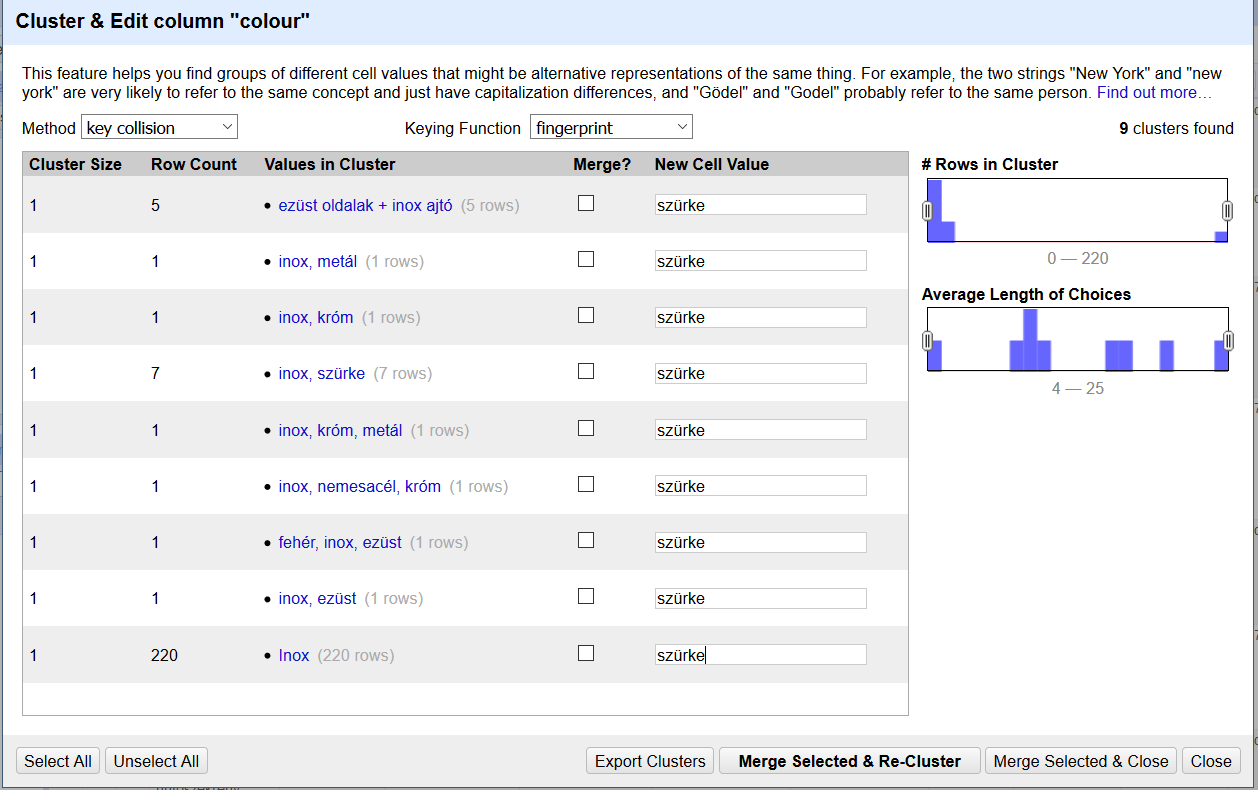 Cluster & Edit column "colour"
This feature helps you find groups of different cell values that might be alternative representations of the same thing. For example, the two strings "New York" and "new
york" are very likely to refer to the same concept and just have capitalization differences, and "Gödel" and "Godel" probably refer to the same person. Find out more…
Method key collision Keying Function fingerprint 9 clusters found
Cluster Size Row Count Values in Cluster Merge? New Cell Value
1 5 • ezüst oldalak + inox ajtó (5 rows) szürke
1 1 • inox, metál (1 rows) szürke
1 1 • inox, króm (1 rows) szürke
1 7 • inox, szürke (7 rows) szürke
1 1 • inox, króm, metál (1 rows) szürke
1 1 • inox, nemesacél, króm (1 rows) szürke
1 1 • fehér, inox, ezüst (1 rows) szürke
1 1 • inox, ezüst (1 rows) szürke
1 220 • Inox (220 rows) szürke
# Rows in Cluster
0 — 220
Average Length of Choices
4 — 25
Select All Unselect All Export Clusters Merge Selected & Re-Cluster Merge Selected & Close Close